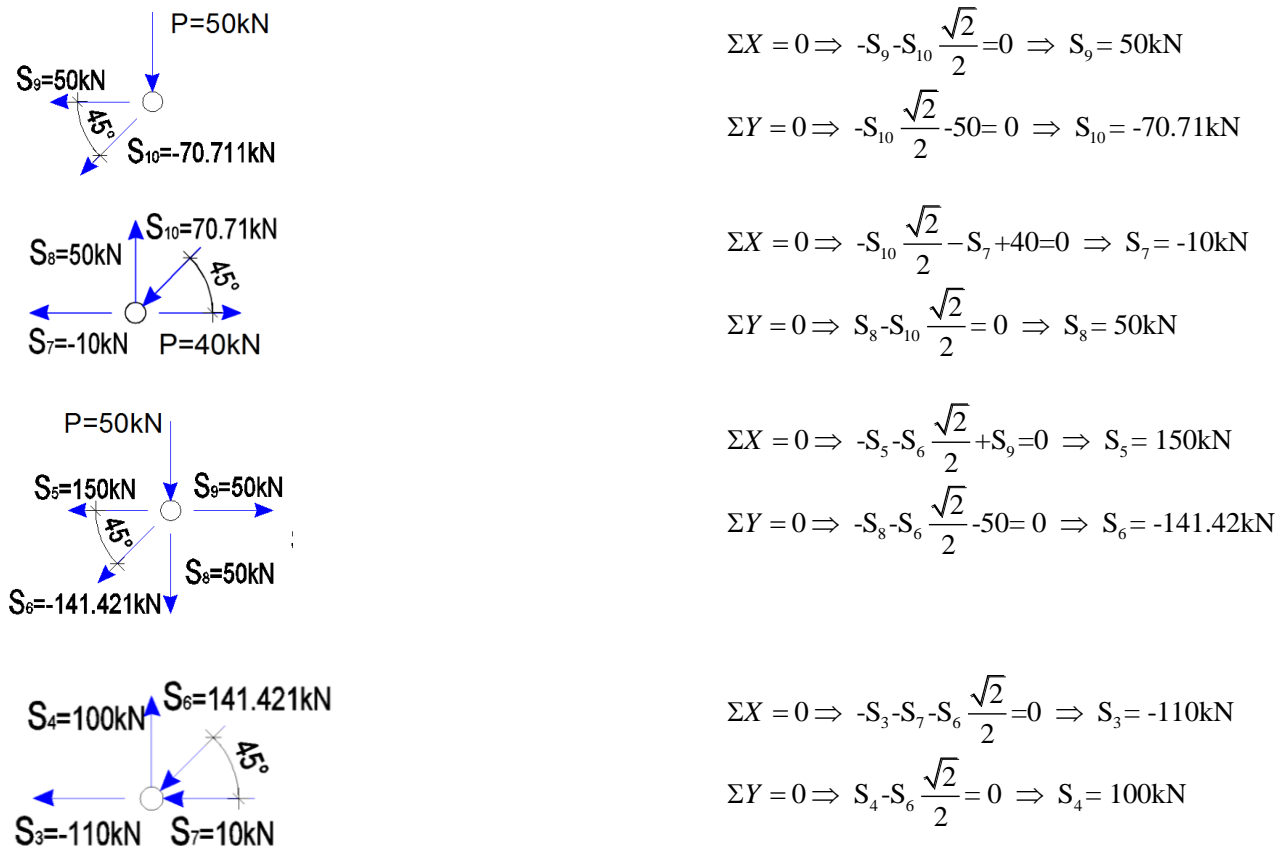 P=50kN
S₉=50kN
45°
S₁₀=-70.711kN
ΣX = 0 ⇒ -S₉-S₁₀ √2/2 =0 ⇒ S₉= 50kN
ΣY = 0 ⇒ -S₁₀ √2/2 -50= 0 ⇒ S₁₀= -70.71kN
S₁₀=70.71kN
S₈=50kN
45°
S₇=-10kN P=40kN
ΣX = 0 ⇒ -S₁₀ √2/2 − S₇+40=0 ⇒ S₇= -10kN
ΣY = 0 ⇒ S₈-S₁₀ √2/2 = 0 ⇒ S₈= 50kN
P=50kN
S₅=150kN S₉=50kN
45°
S₈=50kN
S₆=-141.421kN
ΣX = 0 ⇒ -S₅-S₆ √2/2 +S₉=0 ⇒ S₅= 150kN
ΣY = 0 ⇒ -S₈-S₆ √2/2 -50= 0 ⇒ S₆= -141.42kN
S₆=141.421kN
S₄=100kN
45°
S₃=-110kN S₇=10kN
ΣX = 0 ⇒ -S₃-S₇-S₆ √2/2 =0 ⇒ S₃= -110kN
ΣY = 0 ⇒ S₄-S₆ √2/2 = 0 ⇒ S₄= 100kN